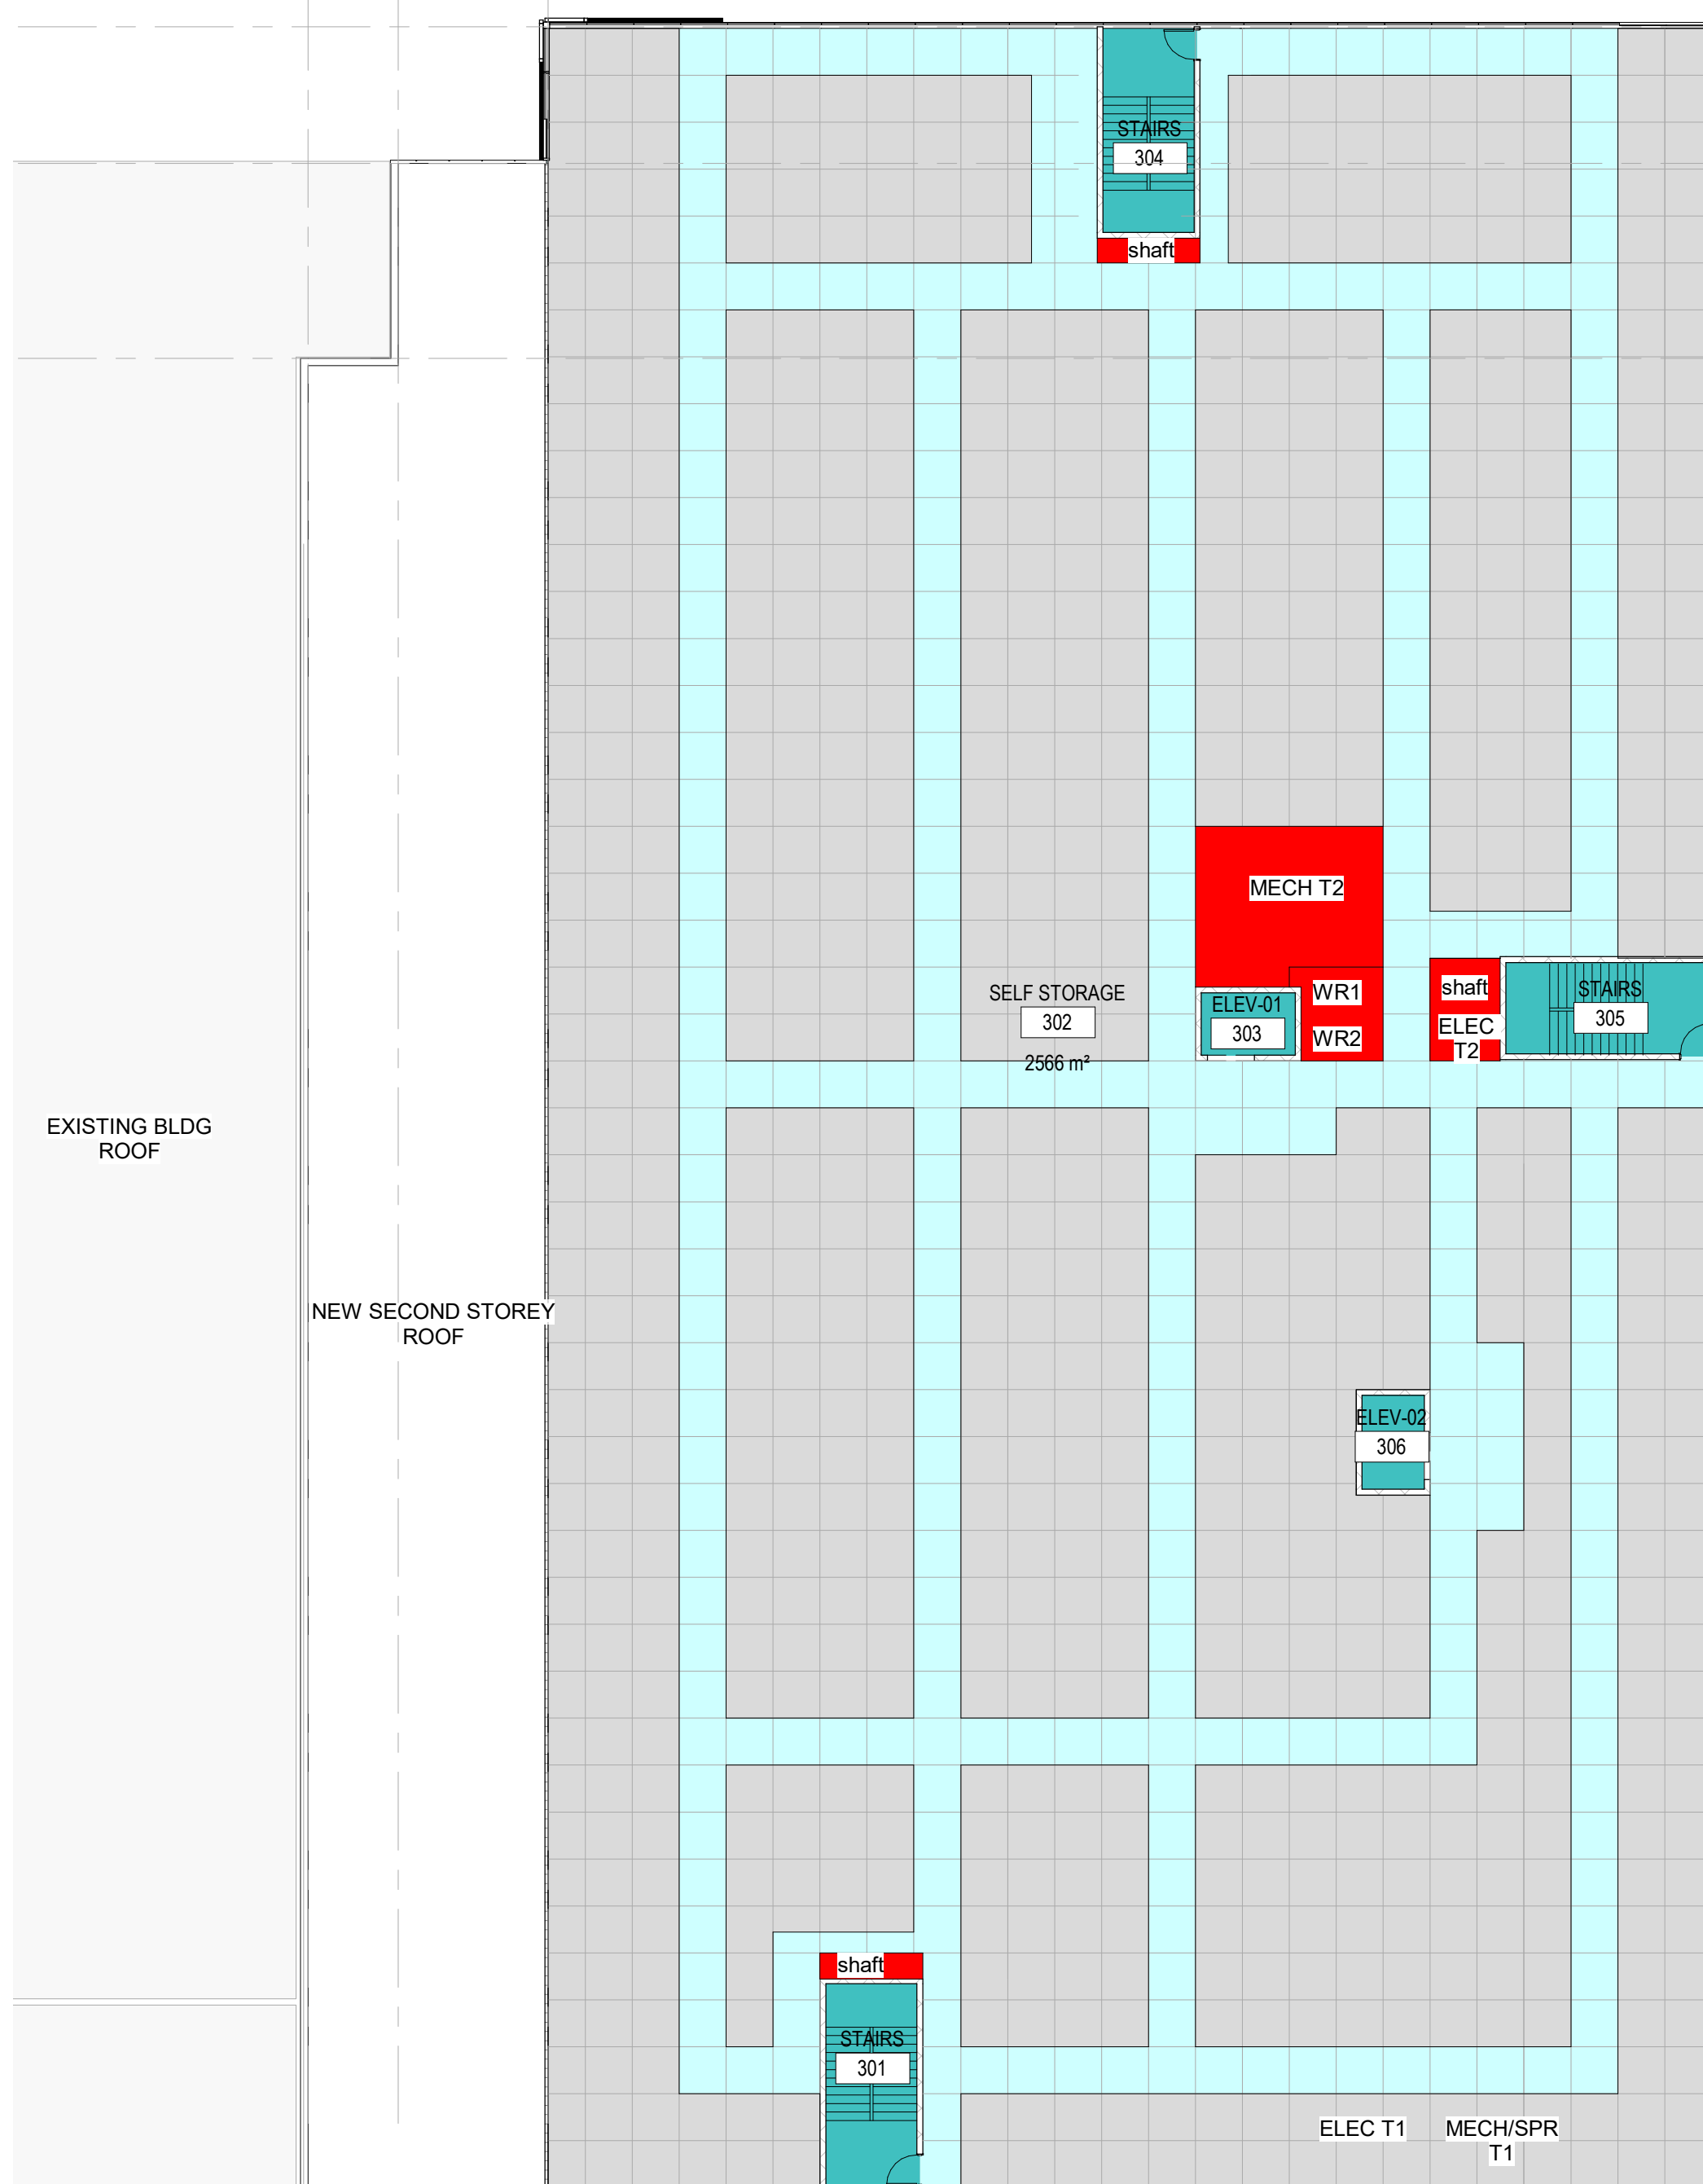 STAIRS
304
shaft
MECH T2
SELF STORAGE
302
2566 m²
ELEV-01
303
WR1
WR2
shaft
ELEC
T2
STAIRS
305
EXISTING BLDG
ROOF
NEW SECOND STOREY
ROOF
ELEV-02
306
shaft
STAIRS
301
ELEC T1
MECH/SPR
T1